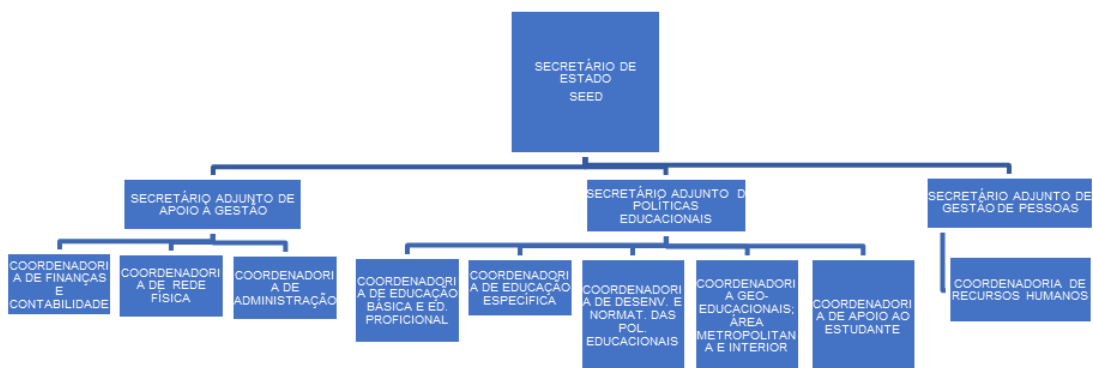 SECRETÁRIO DE
ESTADO
SEED
SECRETÁRIO ADJUNTO DE
APOIO À GESTÃO
SECRETÁRIO ADJUNTO D
POLÍTICAS
EDUCACIONAIS
SECRETÁRIO ADJUNTO DE
GESTÃO DE PESSOAS
COORDENADORI
A DE FINANÇAS
E
CONTABILIDADE
COORDENADORI
A DE REDE
FÍSICA
COORDENADORI
A DE
ADMINISTRAÇÃO
COORDENADORI
A DE EDUCAÇÃO
BÁSICA E ED.
PROFICIONAL
COORDENADORI
A DE EDUCAÇÃO
ESPECÍFICA
COORDENADORI
A DE DESENV. E
NORMAT. DAS
POL.
EDUCACIONAIS
COORDENADORI
A GEO-
EDUCACIONAIS;
ÁREA
METROPOLITAN
A E INTERIOR
COORDENADORI
A DE APOIO AO
ESTUDANTE
COORDENADORIA DE
RECURSOS HUMANOS